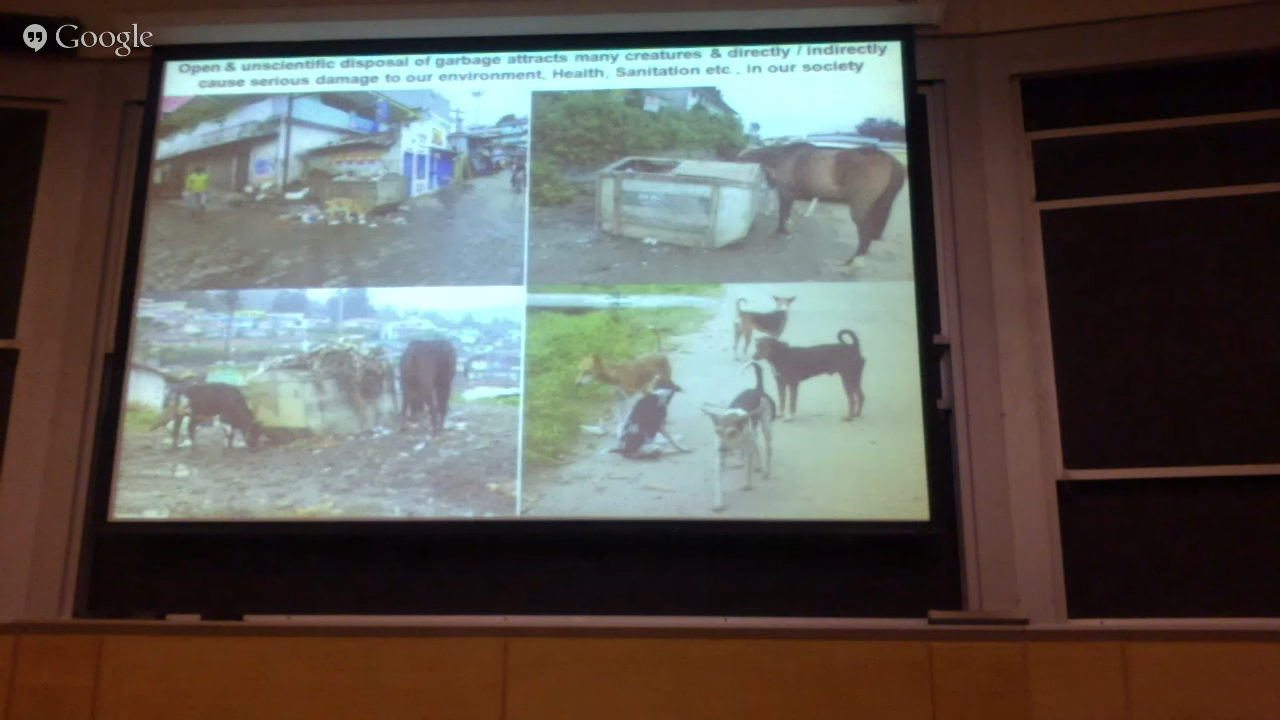 Google
Open & unscientific disposal of garbage attracts many creatures & directly / indirectly
cause serious damage to our environment, Health, Sanitation etc . in our society